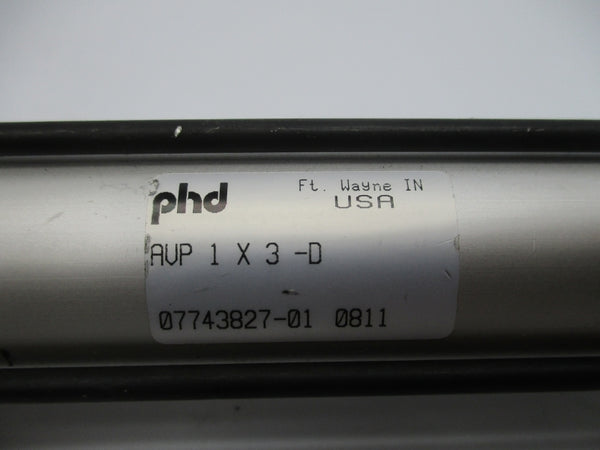 phd Ft. Wayne IN
USA
AVP 1 X 3 -D
07743827-01 0811